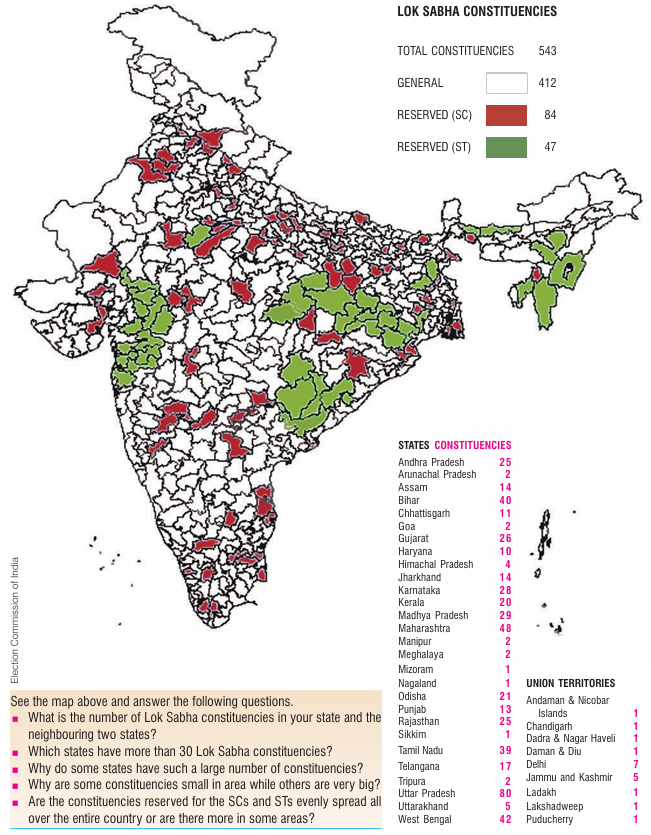 LOK SABHA CONSTITUENCIES
TOTAL CONSTITUENCIES 543
GENERAL 412
RESERVED (SC) 84
RESERVED (ST) 47
STATES CONSTITUENCIES
Andhra Pradesh 25
Arunachal Pradesh 2
Assam 14
Bihar 40
Chhattisgarh 11
Goa 2
Gujarat 26
Haryana 10
Himachal Pradesh 4
Jharkhand 14
Karnataka 28
Kerala 20
Madhya Pradesh 29
Maharashtra 48
Manipur 2
Meghalaya 2
Mizoram 1
Nagaland 1
Odisha 21
Punjab 13
Rajasthan 25
Sikkim 1
Tamil Nadu 39
Telangana 17
Tripura 2
Uttar Pradesh 80
Uttarakhand 5
West Bengal 42
UNION TERRITORIES
Andaman & Nicobar
Islands 1
Chandigarh 1
Dadra & Nagar Haveli 1
Daman & Diu 1
Delhi 7
Jammu and Kashmir 5
Ladakh 1
Lakshadweep 1
Puducherry 1
Election Commission of India
See the map above and answer the following questions.
What is the number of Lok Sabha constituencies in your state and the
neighbouring two states?
Which states have more than 30 Lok Sabha constituencies?
Why do some states have such a large number of constituencies?
Why are some constituencies small in area while others are very big?
Are the constituencies reserved for the SCs and STs evenly spread all
over the entire country or are there more in some areas?